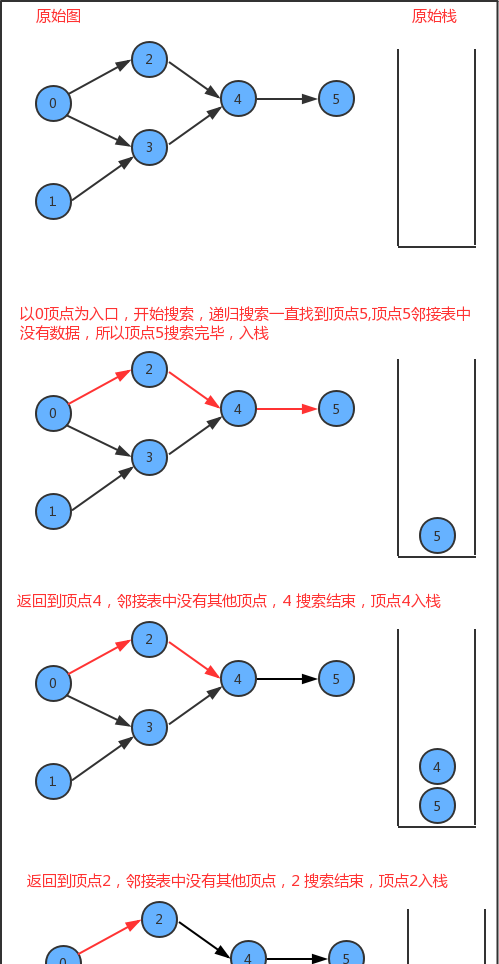 原始图 原始栈
2
0 4 5
3
1
以0顶点为入口，开始搜索，递归搜索一直找到顶点5,顶点5邻接表中
没有数据，所以顶点5搜索完毕，入栈
2
0 4 5
3
1 5
返回到顶点4，邻接表中没有其他顶点，4 搜索结束，顶点4入栈
2
0 4 5
3
1 4
5
返回到顶点2，邻接表中没有其他顶点，2 搜索结束，顶点2入栈
2
0 4 5